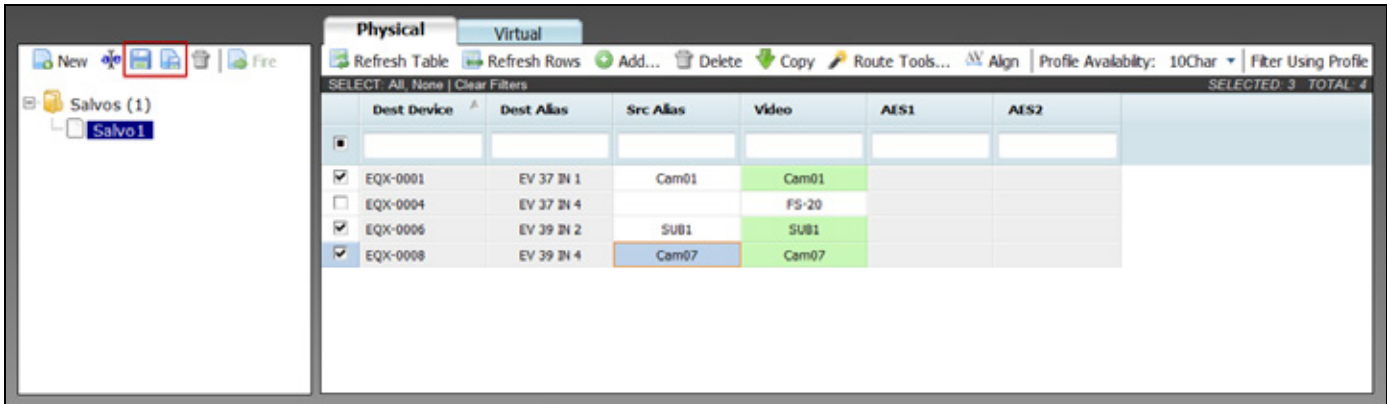 Physical Virtual
New Fire
Refresh Table Refresh Rows Add... Delete Copy Route Tools... Align Profile Availability: 10Char Filter Using Profile
SELECT: All, None | Clear Filters SELECTED: 3 TOTAL: 4
Salvos (1)
Salvo1
Dest Device Dest Alias Src Alias Video AES1 AES2
EQX-0001 EV 37 IN 1 Cam01 Cam01
EQX-0004 EV 37 IN 4 FS-20
EQX-0006 EV 39 IN 2 SUB1 SUB1
EQX-0008 EV 39 IN 4 Cam07 Cam07